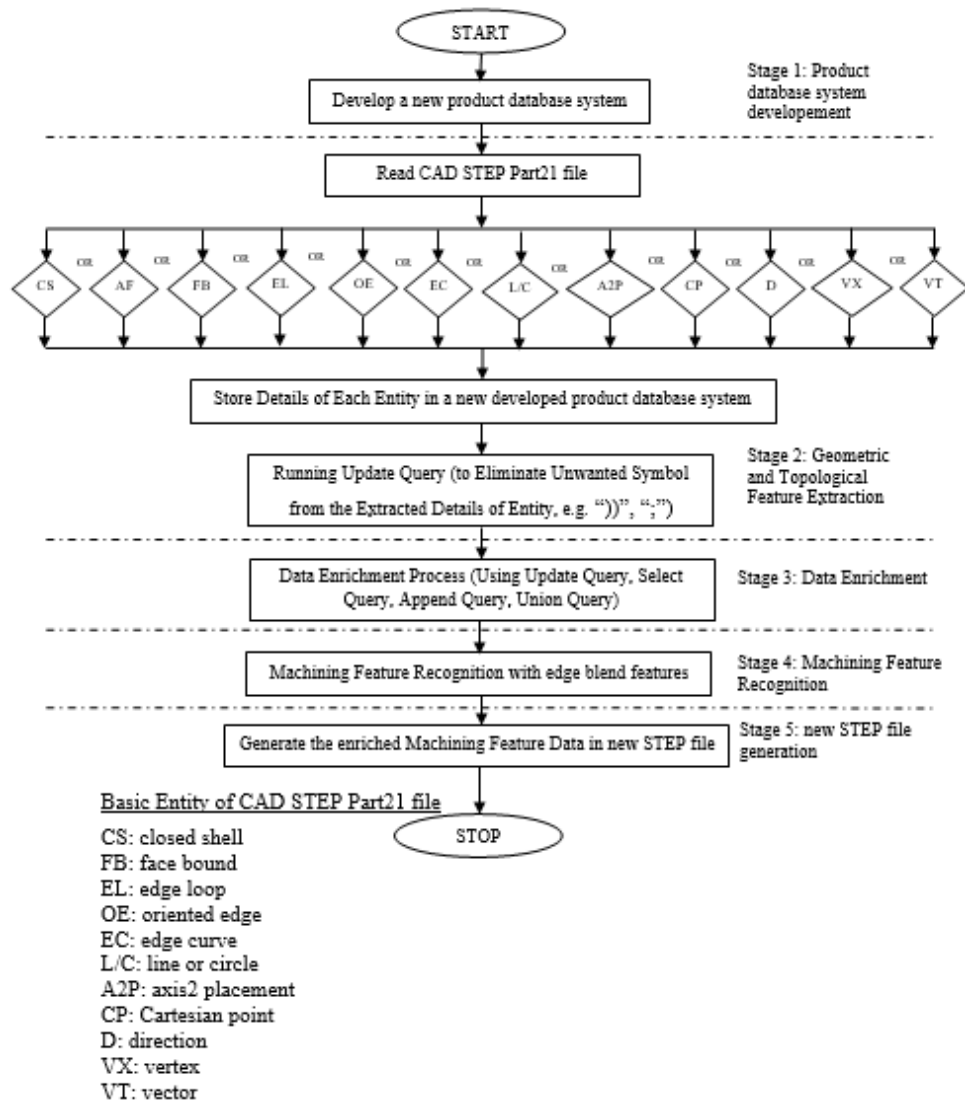 START
Develop a new product database system
Stage 1: Product
database system
developement
Read CAD STEP Part21 file
OR OR OR OR OR OR OR OR OR OR OR
CS AF FB EL OE EC L/C A2P CP D VX VT
Store Details of Each Entity in a new developed product database system
Running Update Query (to Eliminate Unwanted Symbol
from the Extracted Details of Entity, e.g. “))”, “;”)
Stage 2: Geometric
and Topological
Feature Extraction
Data Enrichment Process (Using Update Query, Select
Query, Append Query, Union Query)
Stage 3: Data Enrichment
Machining Feature Recognition with edge blend features
Stage 4: Machining Feature
Recognition
Generate the enriched Machining Feature Data in new STEP file
Stage 5: new STEP file
generation
STOP
Basic Entity of CAD STEP Part21 file
CS: closed shell
FB: face bound
EL: edge loop
OE: oriented edge
EC: edge curve
L/C: line or circle
A2P: axis2 placement
CP: Cartesian point
D: direction
VX: vertex
VT: vector